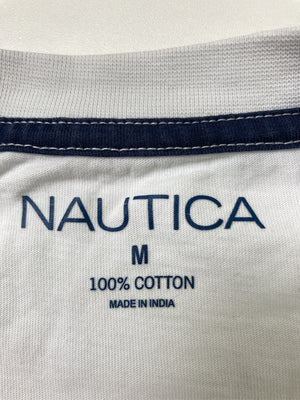 NAUTICA
M
100% COTTON
MADE IN INDIA